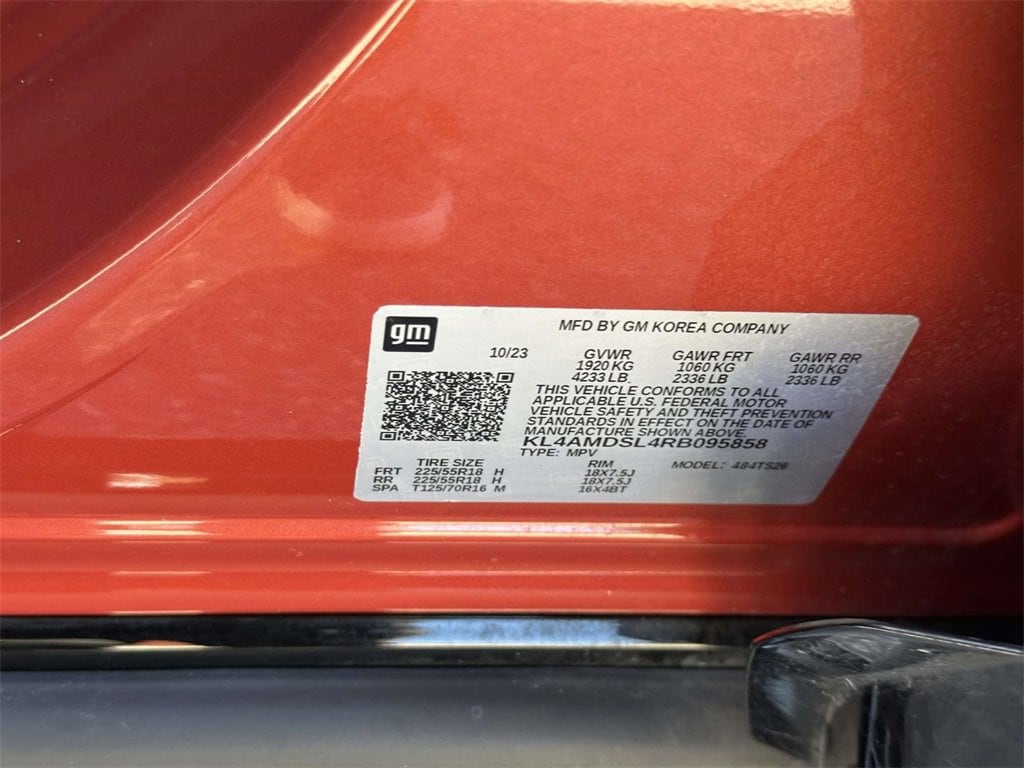 gm
MFD BY GM KOREA COMPANY
10/23 GVWR GAWR FRT GAWR RR
1920 KG 1060 KG 1060 KG
4233 LB 2336 LB 2336 LB
THIS VEHICLE CONFORMS TO ALL
APPLICABLE U.S. FEDERAL MOTOR
VEHICLE SAFETY AND THEFT PREVENTION
STANDARDS IN EFFECT ON THE DATE OF
MANUFACTURE SHOWN ABOVE.
KL4AMDSL4RB095858
TYPE: MPV
TIRE SIZE RIM MODEL: 484TS26
FRT 225/55R18 H 18X7.5J
RR 225/55R18 H 18X7.5J
SPA T125/70R16 M 16X4BT